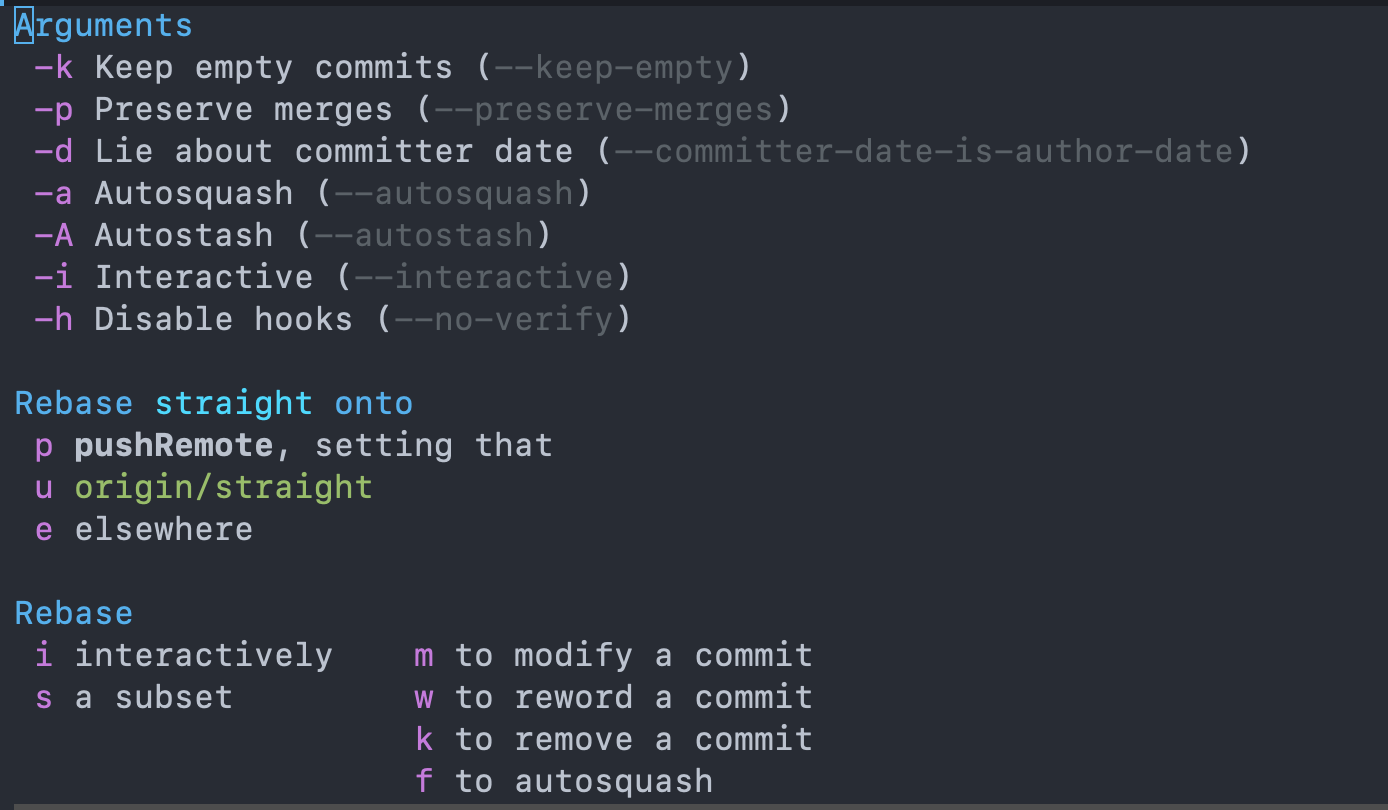 Arguments
-k Keep empty commits (--keep-empty)
-p Preserve merges (--preserve-merges)
-d Lie about committer date (--committer-date-is-author-date)
-a Autosquash (--autosquash)
-A Autostash (--autostash)
-i Interactive (--interactive)
-h Disable hooks (--no-verify)
Rebase straight onto
p pushRemote, setting that
u origin/straight
e elsewhere
Rebase
i interactively m to modify a commit
s a subset w to reword a commit
k to remove a commit
f to autosquash